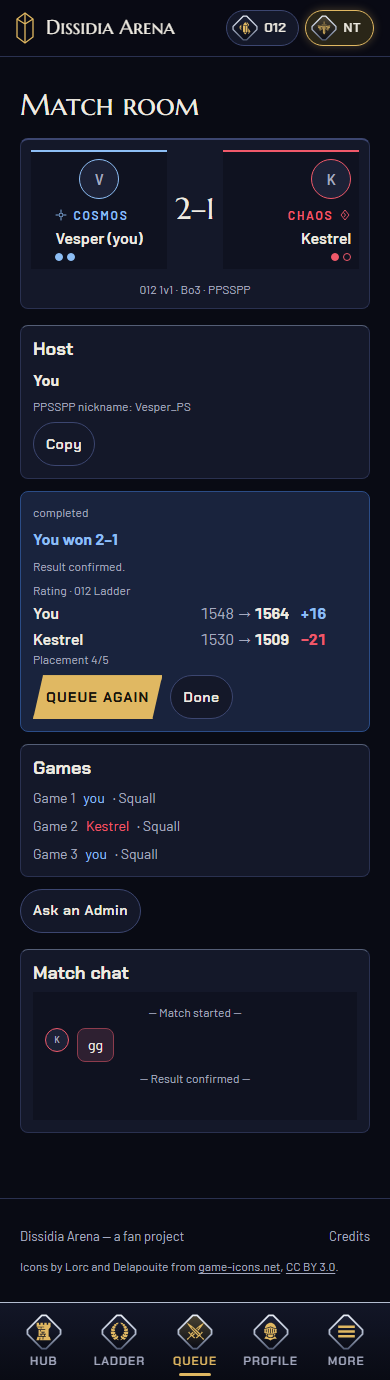 Dissidia Arena
012
NT
Match room
V
COSMOS
Vesper (you)
2–1
K
CHAOS
Kestrel
012 1v1 · Bo3 · PPSSPP
Host
You
PPSSPP nickname: Vesper_PS
Copy
completed
You won 2–1
Result confirmed.
Rating · 012 Ladder
You 1548 → 1564 +16
Kestrel 1530 → 1509 −21
Placement 4/5
QUEUE AGAIN
Done
Games
Game 1 you · Squall
Game 2 Kestrel · Squall
Game 3 you · Squall
Ask an Admin
Match chat
— Match started —
K
gg
— Result confirmed —
Dissidia Arena — a fan project
Credits
Icons by Lorc and Delapouite from game-icons.net, CC BY 3.0.
HUB
LADDER
QUEUE
PROFILE
MORE